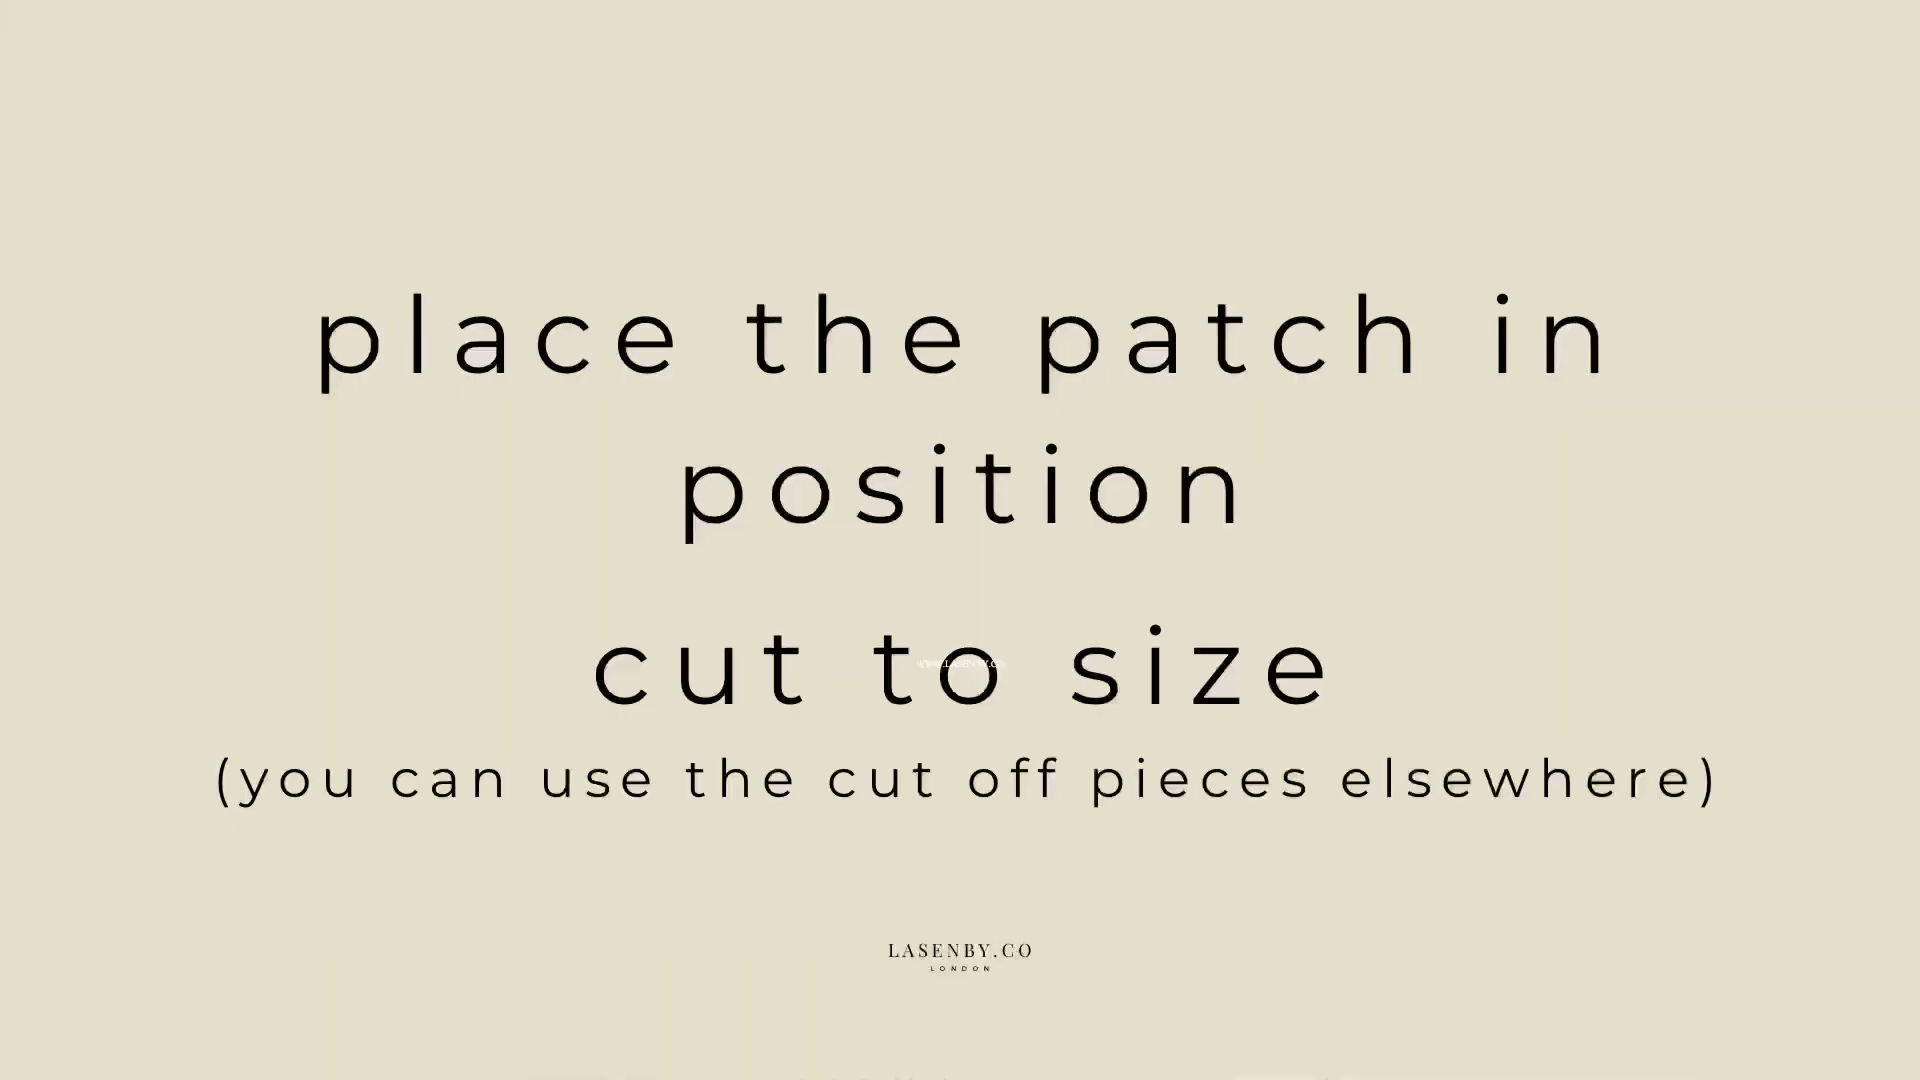 place the patch in
position
cut to size
(you can use the cut off pieces elsewhere)
LASENBY.CO
LONDON